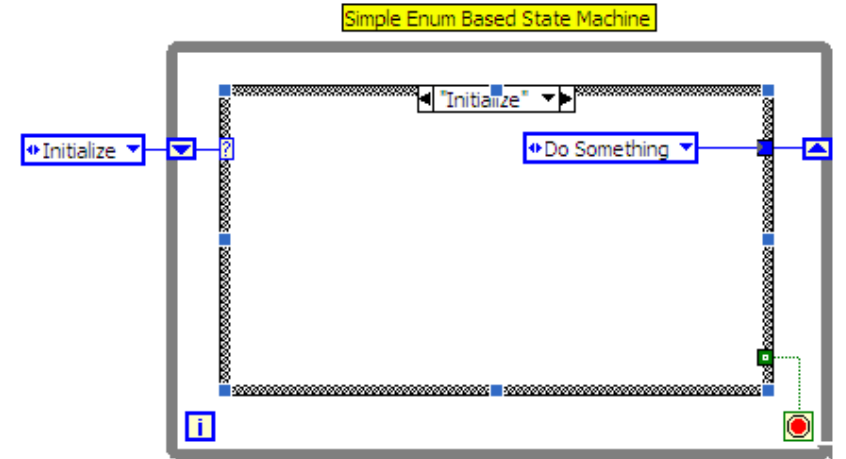 Simple Enum Based State Machine
"Initialize"
Initialize
?
Do Something
i